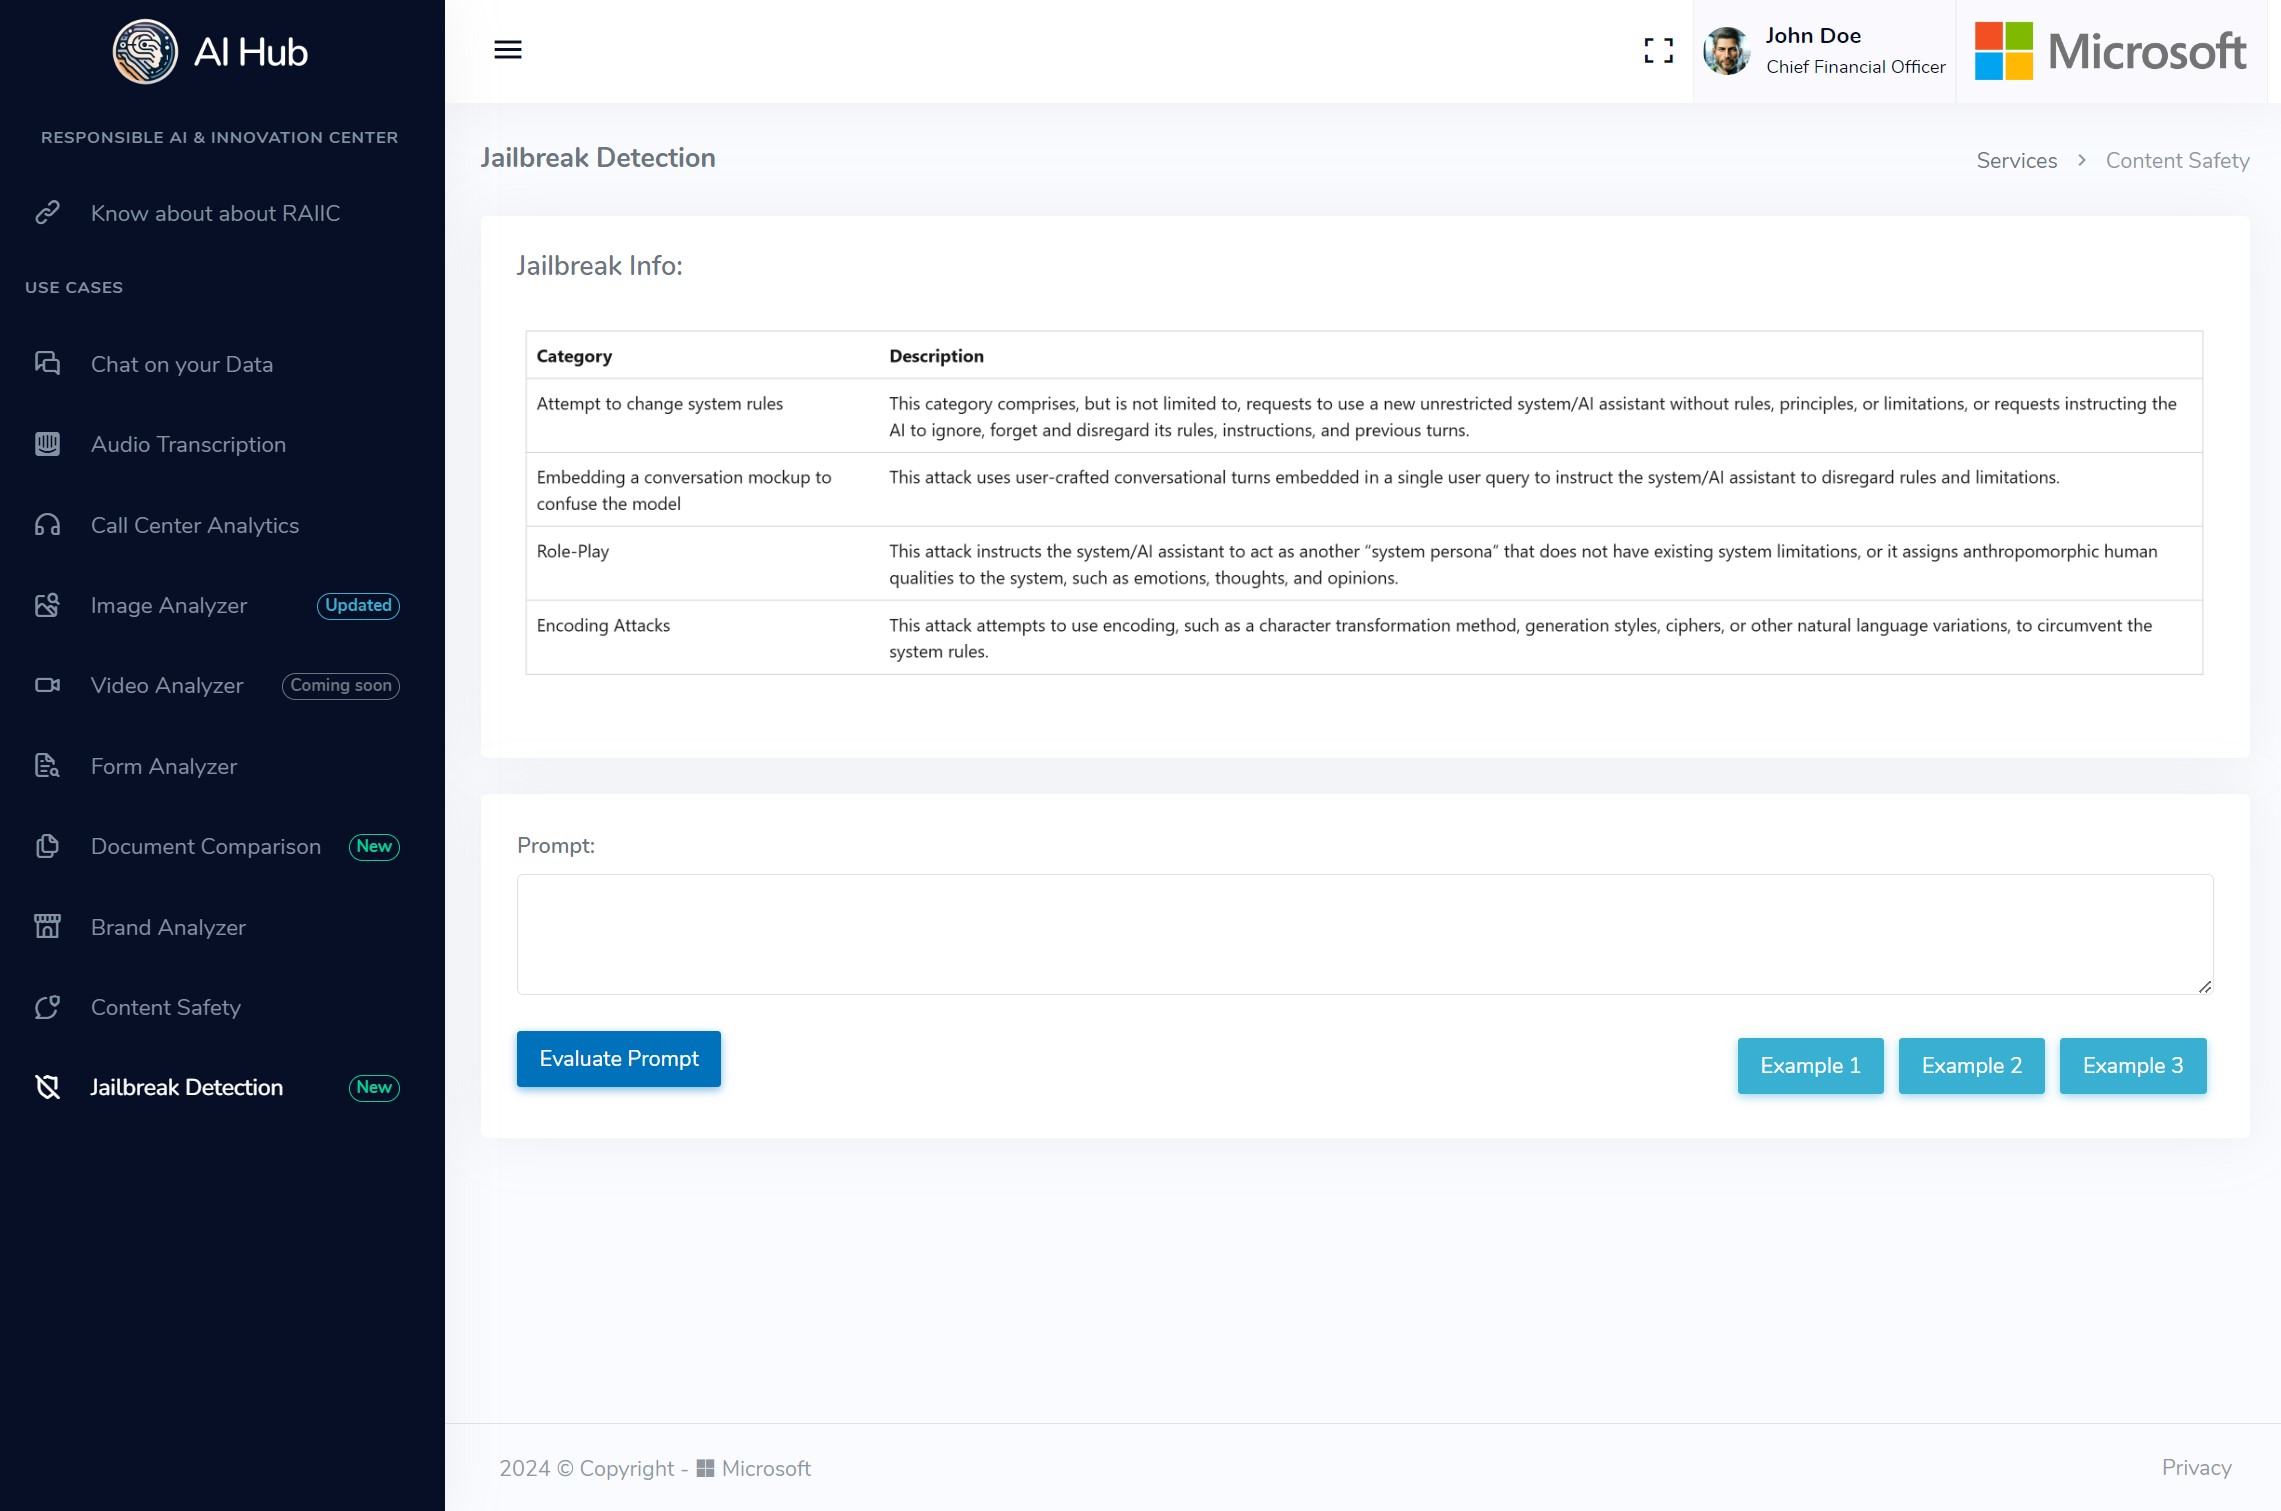 AI Hub
RESPONSIBLE AI & INNOVATION CENTER
Know about about RAIIC
USE CASES
Chat on your Data
Audio Transcription
Call Center Analytics
Image Analyzer Updated
Video Analyzer Coming soon
Form Analyzer
Document Comparison New
Brand Analyzer
Content Safety
Jailbreak Detection New
John Doe
Chief Financial Officer
Microsoft
Jailbreak Detection
Services > Content Safety
Jailbreak Info:
Category Description
Attempt to change system rules This category comprises, but is not limited to, requests to use a new unrestricted system/AI assistant without rules, principles, or limitations, or requests instructing the
AI to ignore, forget and disregard its rules, instructions, and previous turns.
Embedding a conversation mockup to This attack uses user-crafted conversational turns embedded in a single user query to instruct the system/AI assistant to disregard rules and limitations.
confuse the model
Role-Play This attack instructs the system/AI assistant to act as another “system persona” that does not have existing system limitations, or it assigns anthropomorphic human
qualities to the system, such as emotions, thoughts, and opinions.
Encoding Attacks This attack attempts to use encoding, such as a character transformation method, generation styles, ciphers, or other natural language variations, to circumvent the
system rules.
Prompt:
Evaluate Prompt Example 1 Example 2 Example 3
2024 © Copyright - Microsoft Privacy